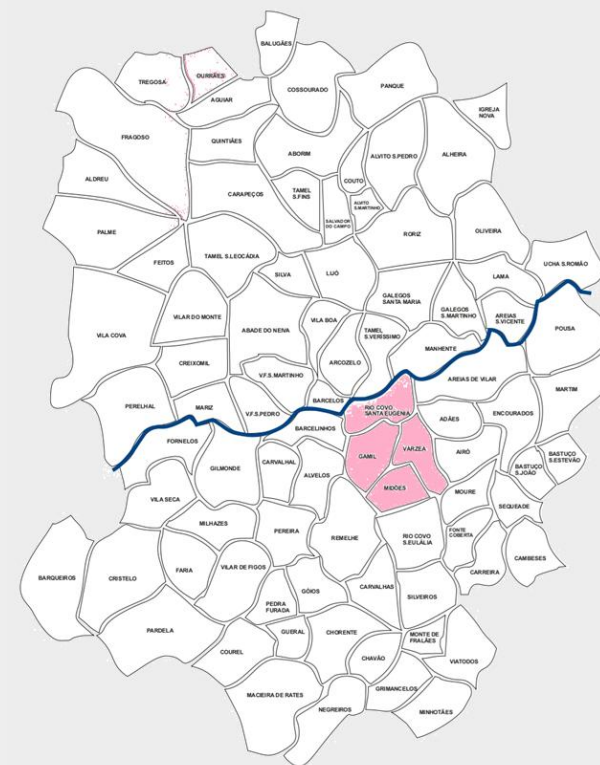 BALUGÃES
TREGOSA
DURRÃES
COSSOURADO
PANQUE
AGUIAR
IGREJA
NOVA
FRAGOSO
QUINTIÃES
ABORIM
ALVITO S.PEDRO
ALHEIRA
ALDREU
COUTO
CARAPEÇOS
TAMEL
S.FINS
ALVITO
S.MARTINHO
SALVADOR
DO CAMPO
PALME
RORIZ
OLIVEIRA
FEITOS
TAMEL S.LEOCÁDIA
UCHA S.ROMÃO
SILVA
LIJÓ
LAMA
VILA COVA
VILAR DO MONTE
GALEGOS
SANTA MARIA
GALEGOS
S.MARTINHO
AREIAS
S.VICENTE
ABADE DO NEIVA
VILA BOA
TAMEL
S.VERISSIMO
POUSA
MANHENTE
CREIXOMIL
ARCOZELO
V.F.S.MARTINHO
AREIAS DE VILAR
MARTIM
BARCELOS
PERELHAL
MARIZ
V.F.S.PEDRO
RIO COVO
SANTA EUGENIA
ENCOURADOS
BARCELINHOS
ADÃES
FORNELOS
GILMONDE
CARVALHAL
GAMIL
VARZEA
AIRÓ
BASTUÇO
S.ESTEVÃO
BASTUÇO
S.JOÃO
ALVELOS
MIDÕES
MOURE
VILA SECA
SEQUEADE
MILHAZES
PEREIRA
REMELHE
RIO COVO
S.EULÁLIA
FONTE
COBERTA
CAMBESES
BARQUEIROS
CRISTELO
FARIA
VILAR DE FIGOS
CARREIRA
GÓIOS
CARVALHAS
SILVEIROS
PEDRA
FURADA
PARDELA
GUERAL
CHORENTE
MONTE DE
FRALÃES
COUREL
CHAVÃO
VIATODOS
MACIEIRA DE RATES
GRIMANCELOS
NEGREIROS
MINHOTÃES